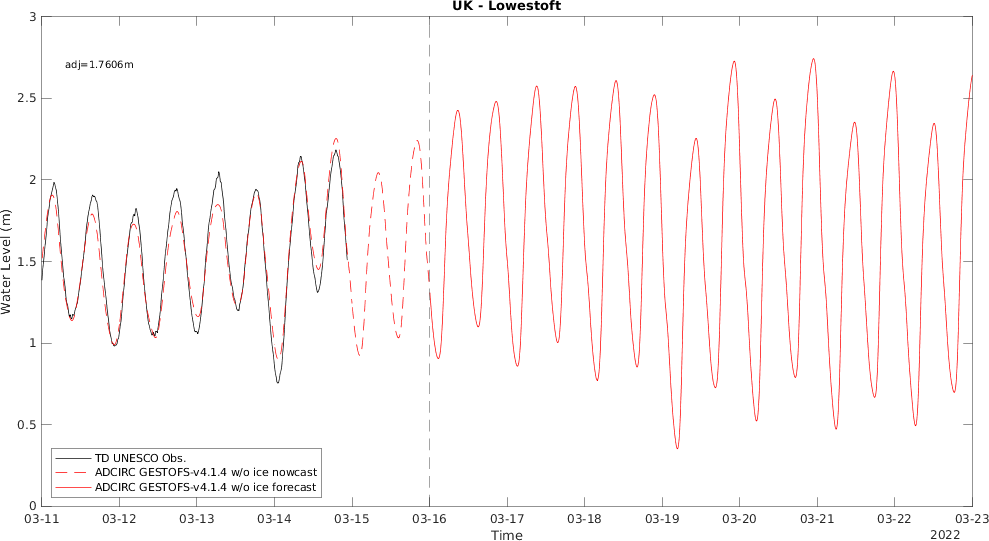 UK - Lowestoft
adj=1.7606m
3
2.5
2
1.5
1
0.5
0
Water Level (m)
TD UNESCO Obs.
ADCIRC GESTOFS-v4.1.4 w/o ice nowcast
ADCIRC GESTOFS-v4.1.4 w/o ice forecast
03-11 03-12 03-13 03-14 03-15 03-16 03-17 03-18 03-19 03-20 03-21 03-22 03-23
Time
2022